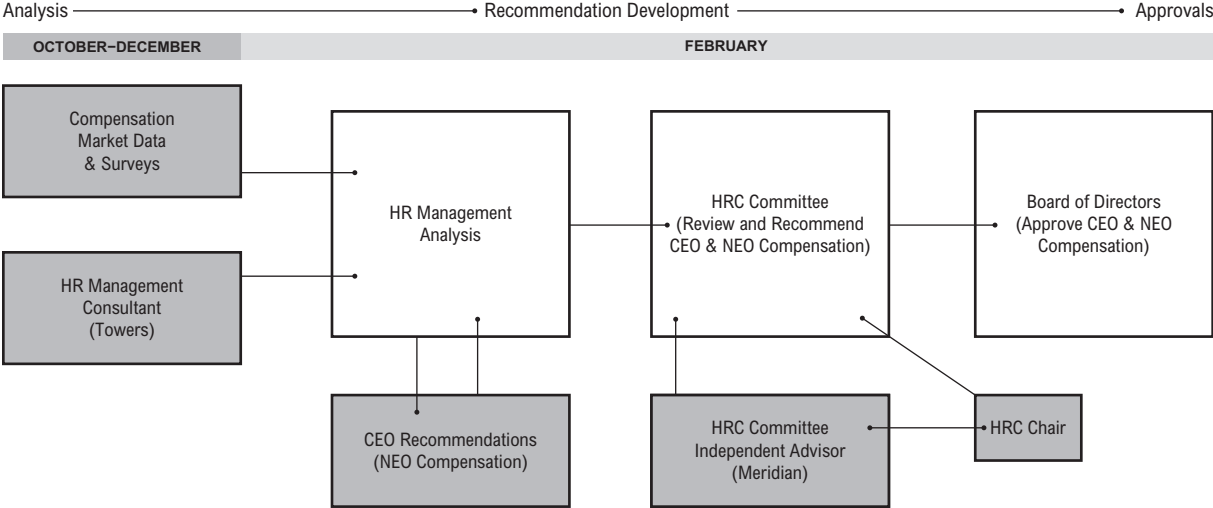 Analysis
Recommendation Development
Approvals
OCTOBER–DECEMBER
FEBRUARY
Compensation
Market Data
& Surveys
HR Management
Consultant
(Towers)
HR Management
Analysis
CEO Recommendations
(NEO Compensation)
HRC Committee
(Review and Recommend
CEO & NEO Compensation)
HRC Committee
Independent Advisor
(Meridian)
HRC Chair
Board of Directors
(Approve CEO & NEO
Compensation)